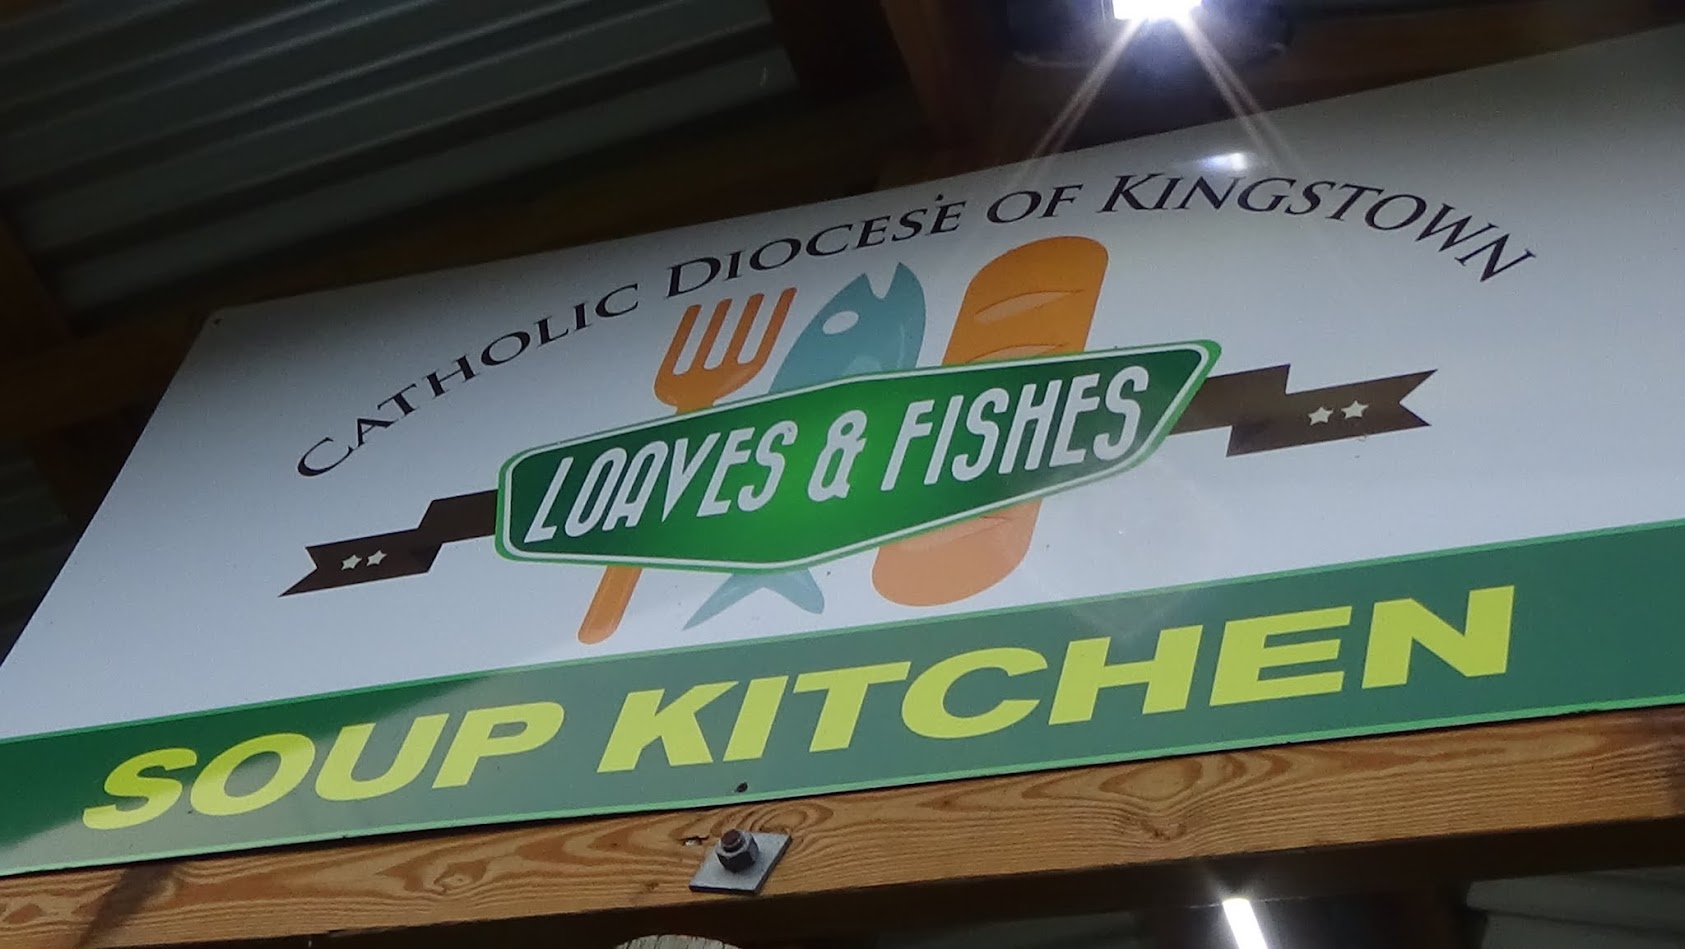 CATHOLIC DIOCESE OF KINGSTOWN
LOAVES & FISHES
SOUP KITCHEN